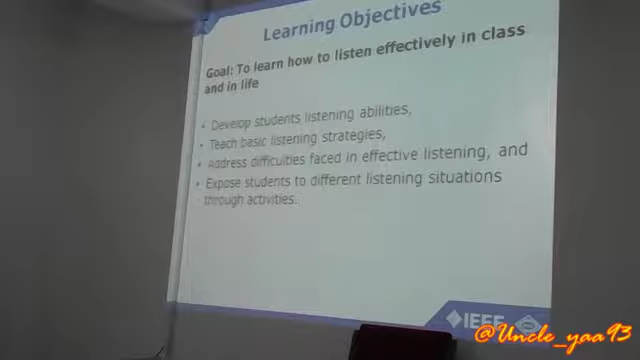 Learning Objectives
Goal: To learn how to listen effectively in class
and in life
• Develop students listening abilities,
• Teach basic listening strategies,
• Address difficulties faced in effective listening, and
• Expose students to different listening situations
through activities.
IEEE
@Uncle_yaa93